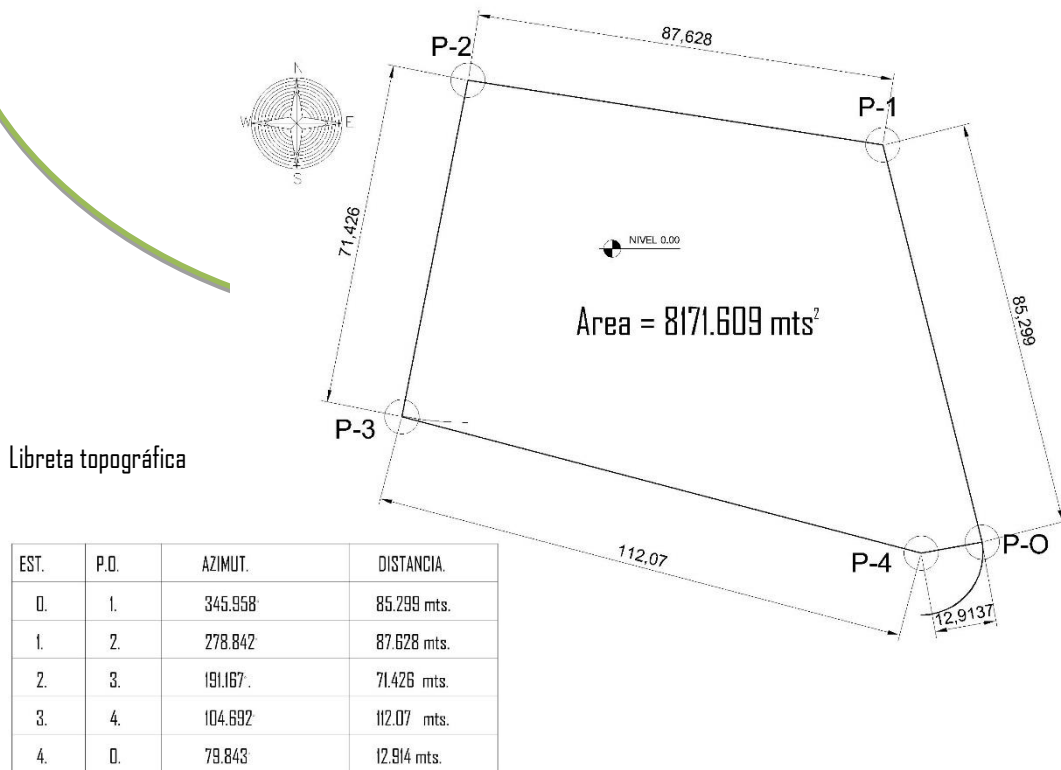 87,628
P-2
P-1
N
W E
S
71,426
NIVEL 0.00
85,299
Area = 8171.609 mts²
P-3
Libreta topográfica
P-O
P-4
112,07
12,9137
EST. P.O. AZIMUT. DISTANCIA.
0. 1. 345.958° 85.299 mts.
1. 2. 278.842° 87.628 mts.
2. 3. 191.167°. 71.426 mts.
3. 4. 104.692° 112.07 mts.
4. 0. 79.843° 12.914 mts.